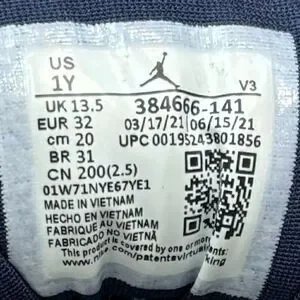 US
1Y
V3
UK 13.5
384666-141
EUR 32
03/17/21 06/15/21
cm 20
UPC 00195243801856
BR 31
CN 200(2.5)
01W71NYE67YE1
MADE IN VIETNAM
HECHO EN VIETNAM
FABRIQUE AU VIETNAM
FABRICADO NO VIETNAM